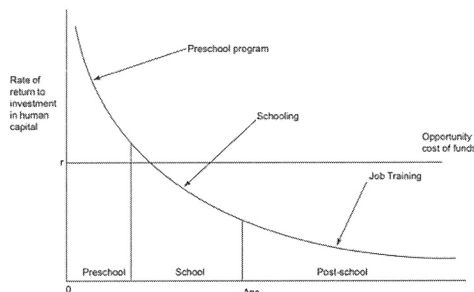 Preschool program
Rate of
return to
investment
in human
capital
Schooling
Opportunity
cost of funds
r
Job Training
Preschool
School
Post-school
0
Age